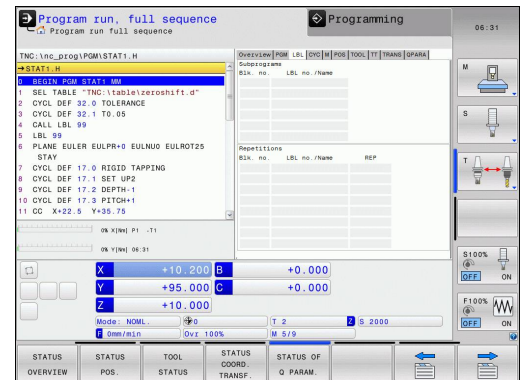 Program run, full sequence
Program run full sequence
Programming
06:31
TNC:\nc_prog\PGM\STAT1.H
→STAT1.H
0 BEGIN PGM STAT1 MM
1 SEL TABLE "TNC:\table\zeroshift.d"
2 CYCL DEF 32.0 TOLERANCE
3 CYCL DEF 32.1 T0.05
4 CALL LBL 99
5 LBL 99
6 PLANE EULER EULPR+0 EULNU0 EULROT25
STAY
7 CYCL DEF 17.0 RIGID TAPPING
8 CYCL DEF 17.1 SET UP2
9 CYCL DEF 17.2 DEPTH-1
10 CYCL DEF 17.3 PITCH+1
11 CC X+22.5 Y+35.75
Overview PGM LBL CYC M POS TOOL TT TRANS QPARA
Subprograms
Blk. no. LBL no./Name
Repetitions
Blk. no. LBL no./Name REP
0% X[Nm] P1 -T1
0% Y[Nm] 06:31
X +10.200 B +0.000
Y +95.000 C +0.000
Z +10.000
Mode: NOML. 0 T 2 Z S 2000
F 0mm/min Ovr 100% M 5/9
M
S
T
S100%
OFF ON
F100%
OFF ON
STATUS OVERVIEW
STATUS POS.
TOOL STATUS
STATUS COORD. TRANSF.
STATUS OF Q PARAM.